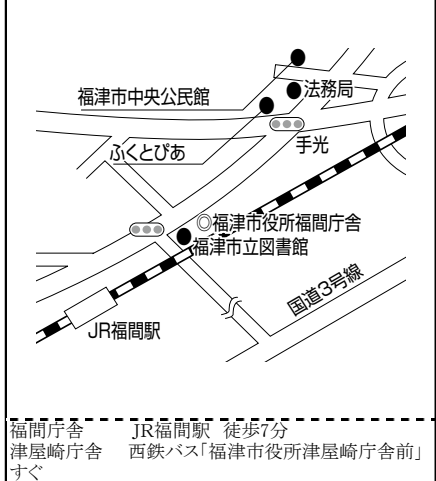 福津市中央公民館
法務局
手光
ふくとぴあ
◎福津市役所福間庁舎
福津市立図書館
国道3号線
JR福間駅
福間庁舎 JR福間駅 徒歩7分
津屋崎庁舎 西鉄バス「福津市役所津屋崎庁舎前」
すぐ